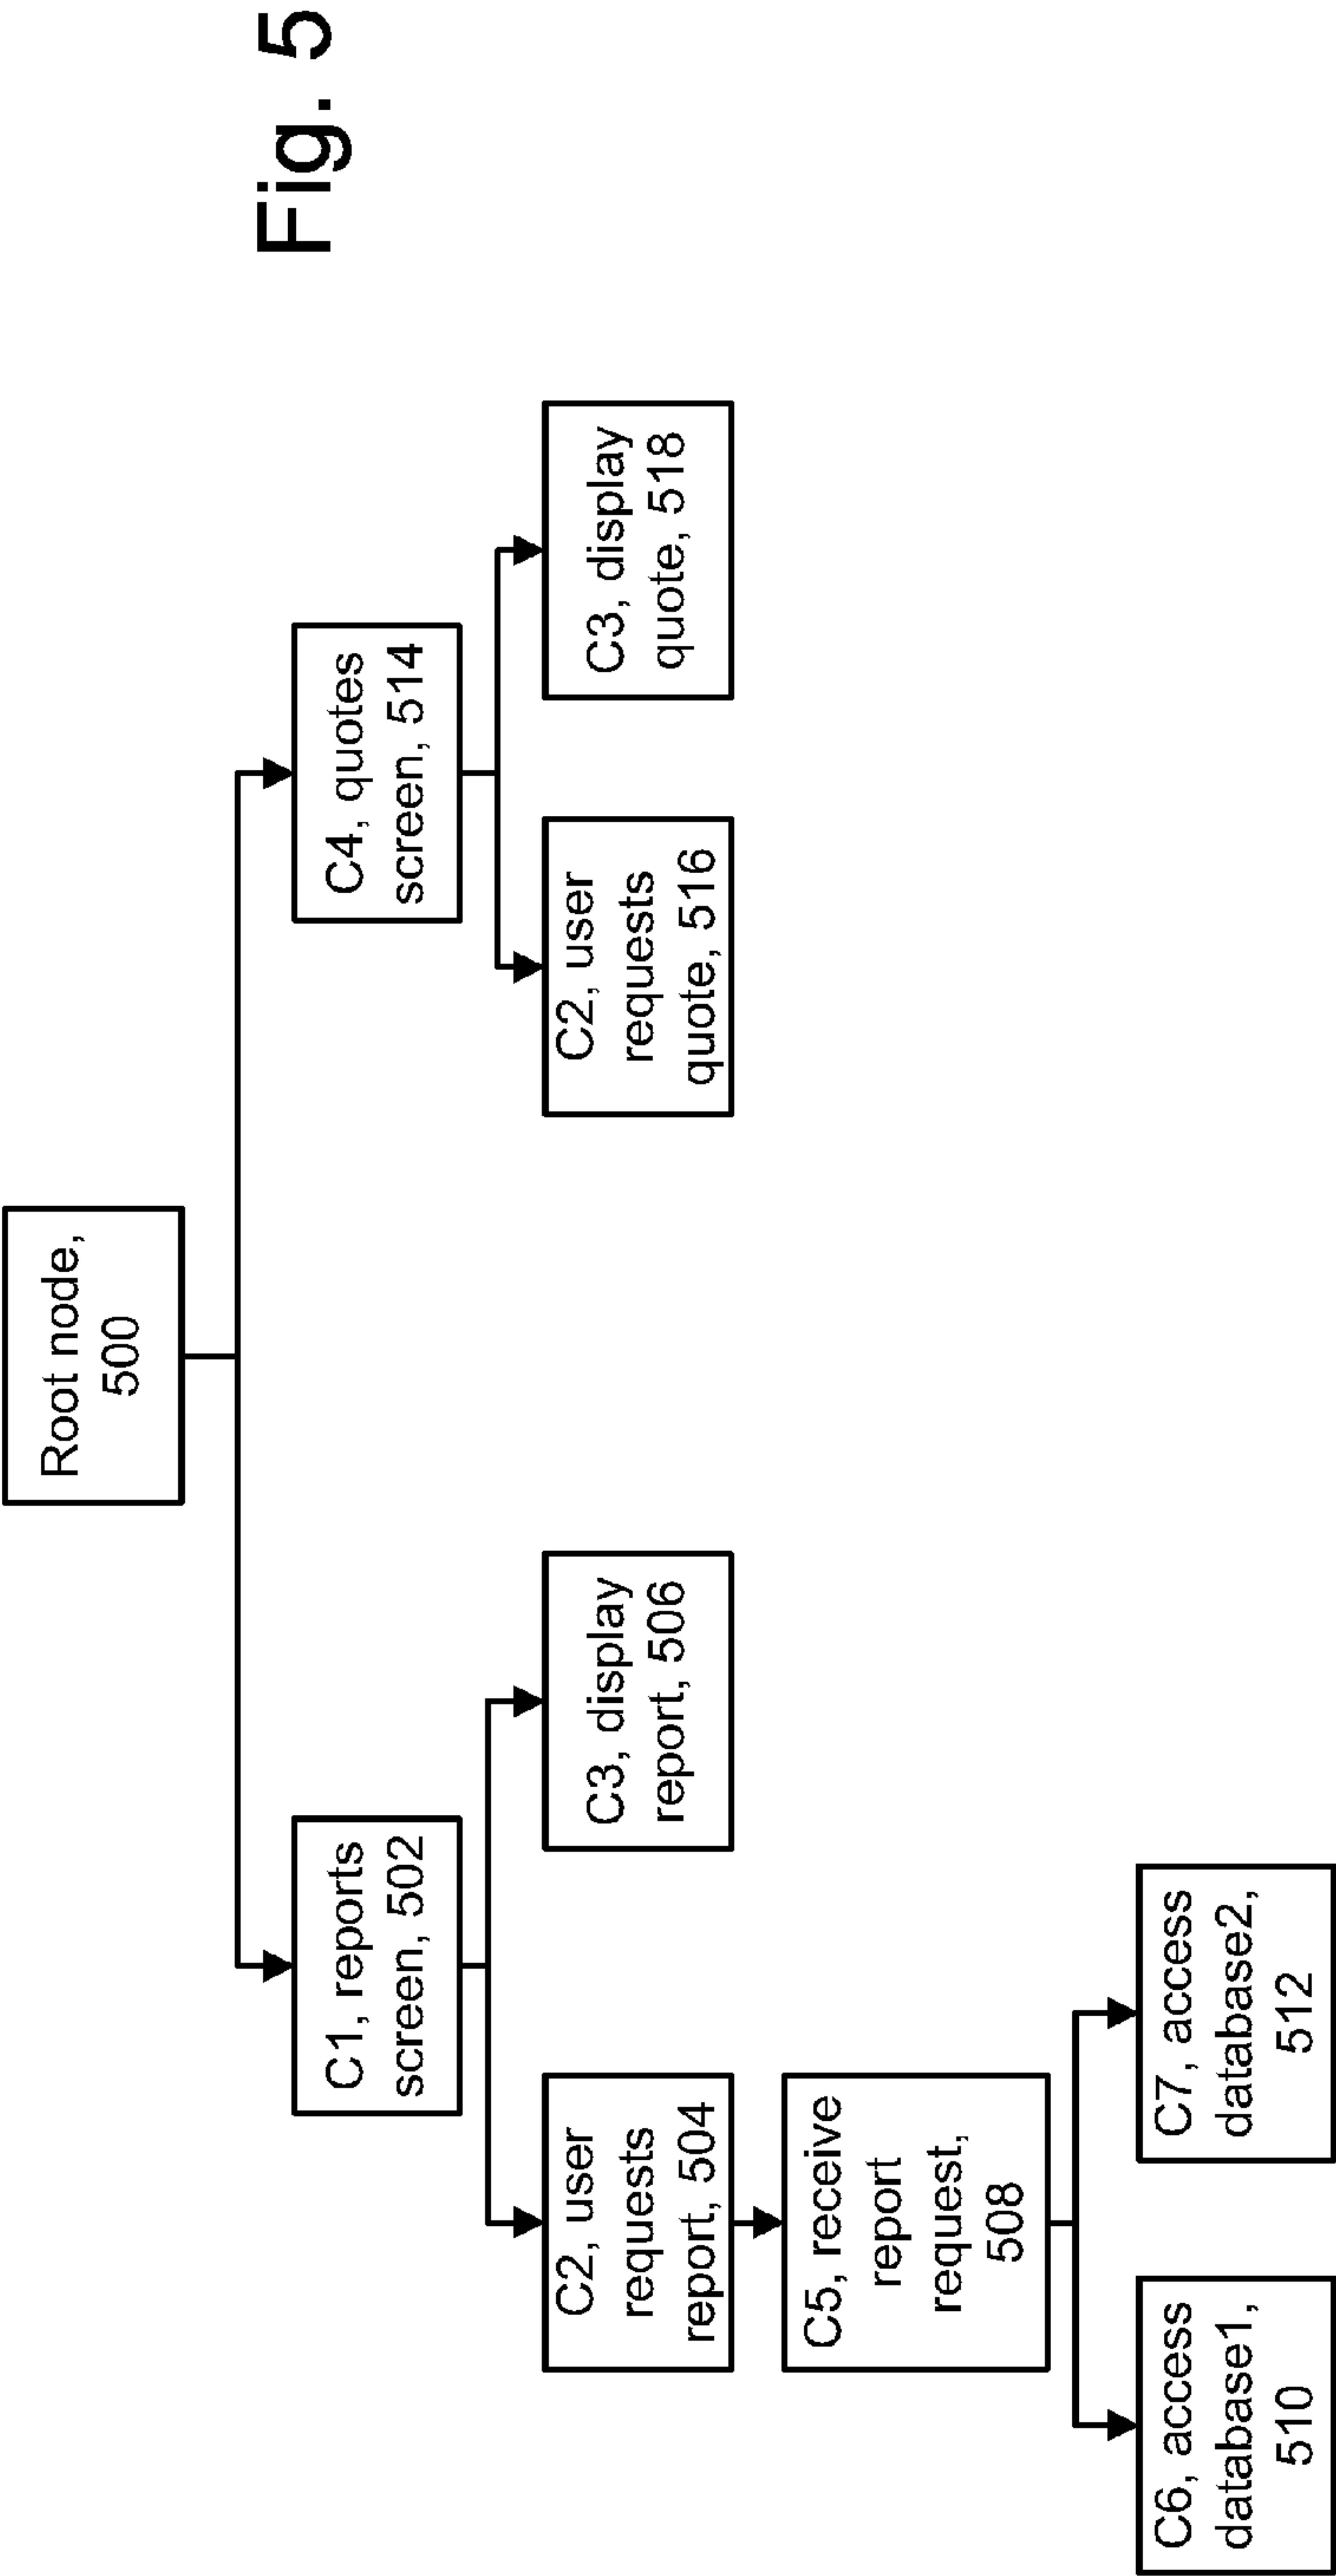 Root node,
500
C1, reports
screen, 502
C4, quotes
screen, 514
C2, user
requests
report, 504
C3, display
report, 506
C2, user
requests
quote, 516
C3, display
quote, 518
C5, receive
report
request,
508
C6, access
database1,
510
C7, access
database2,
512
Fig. 5